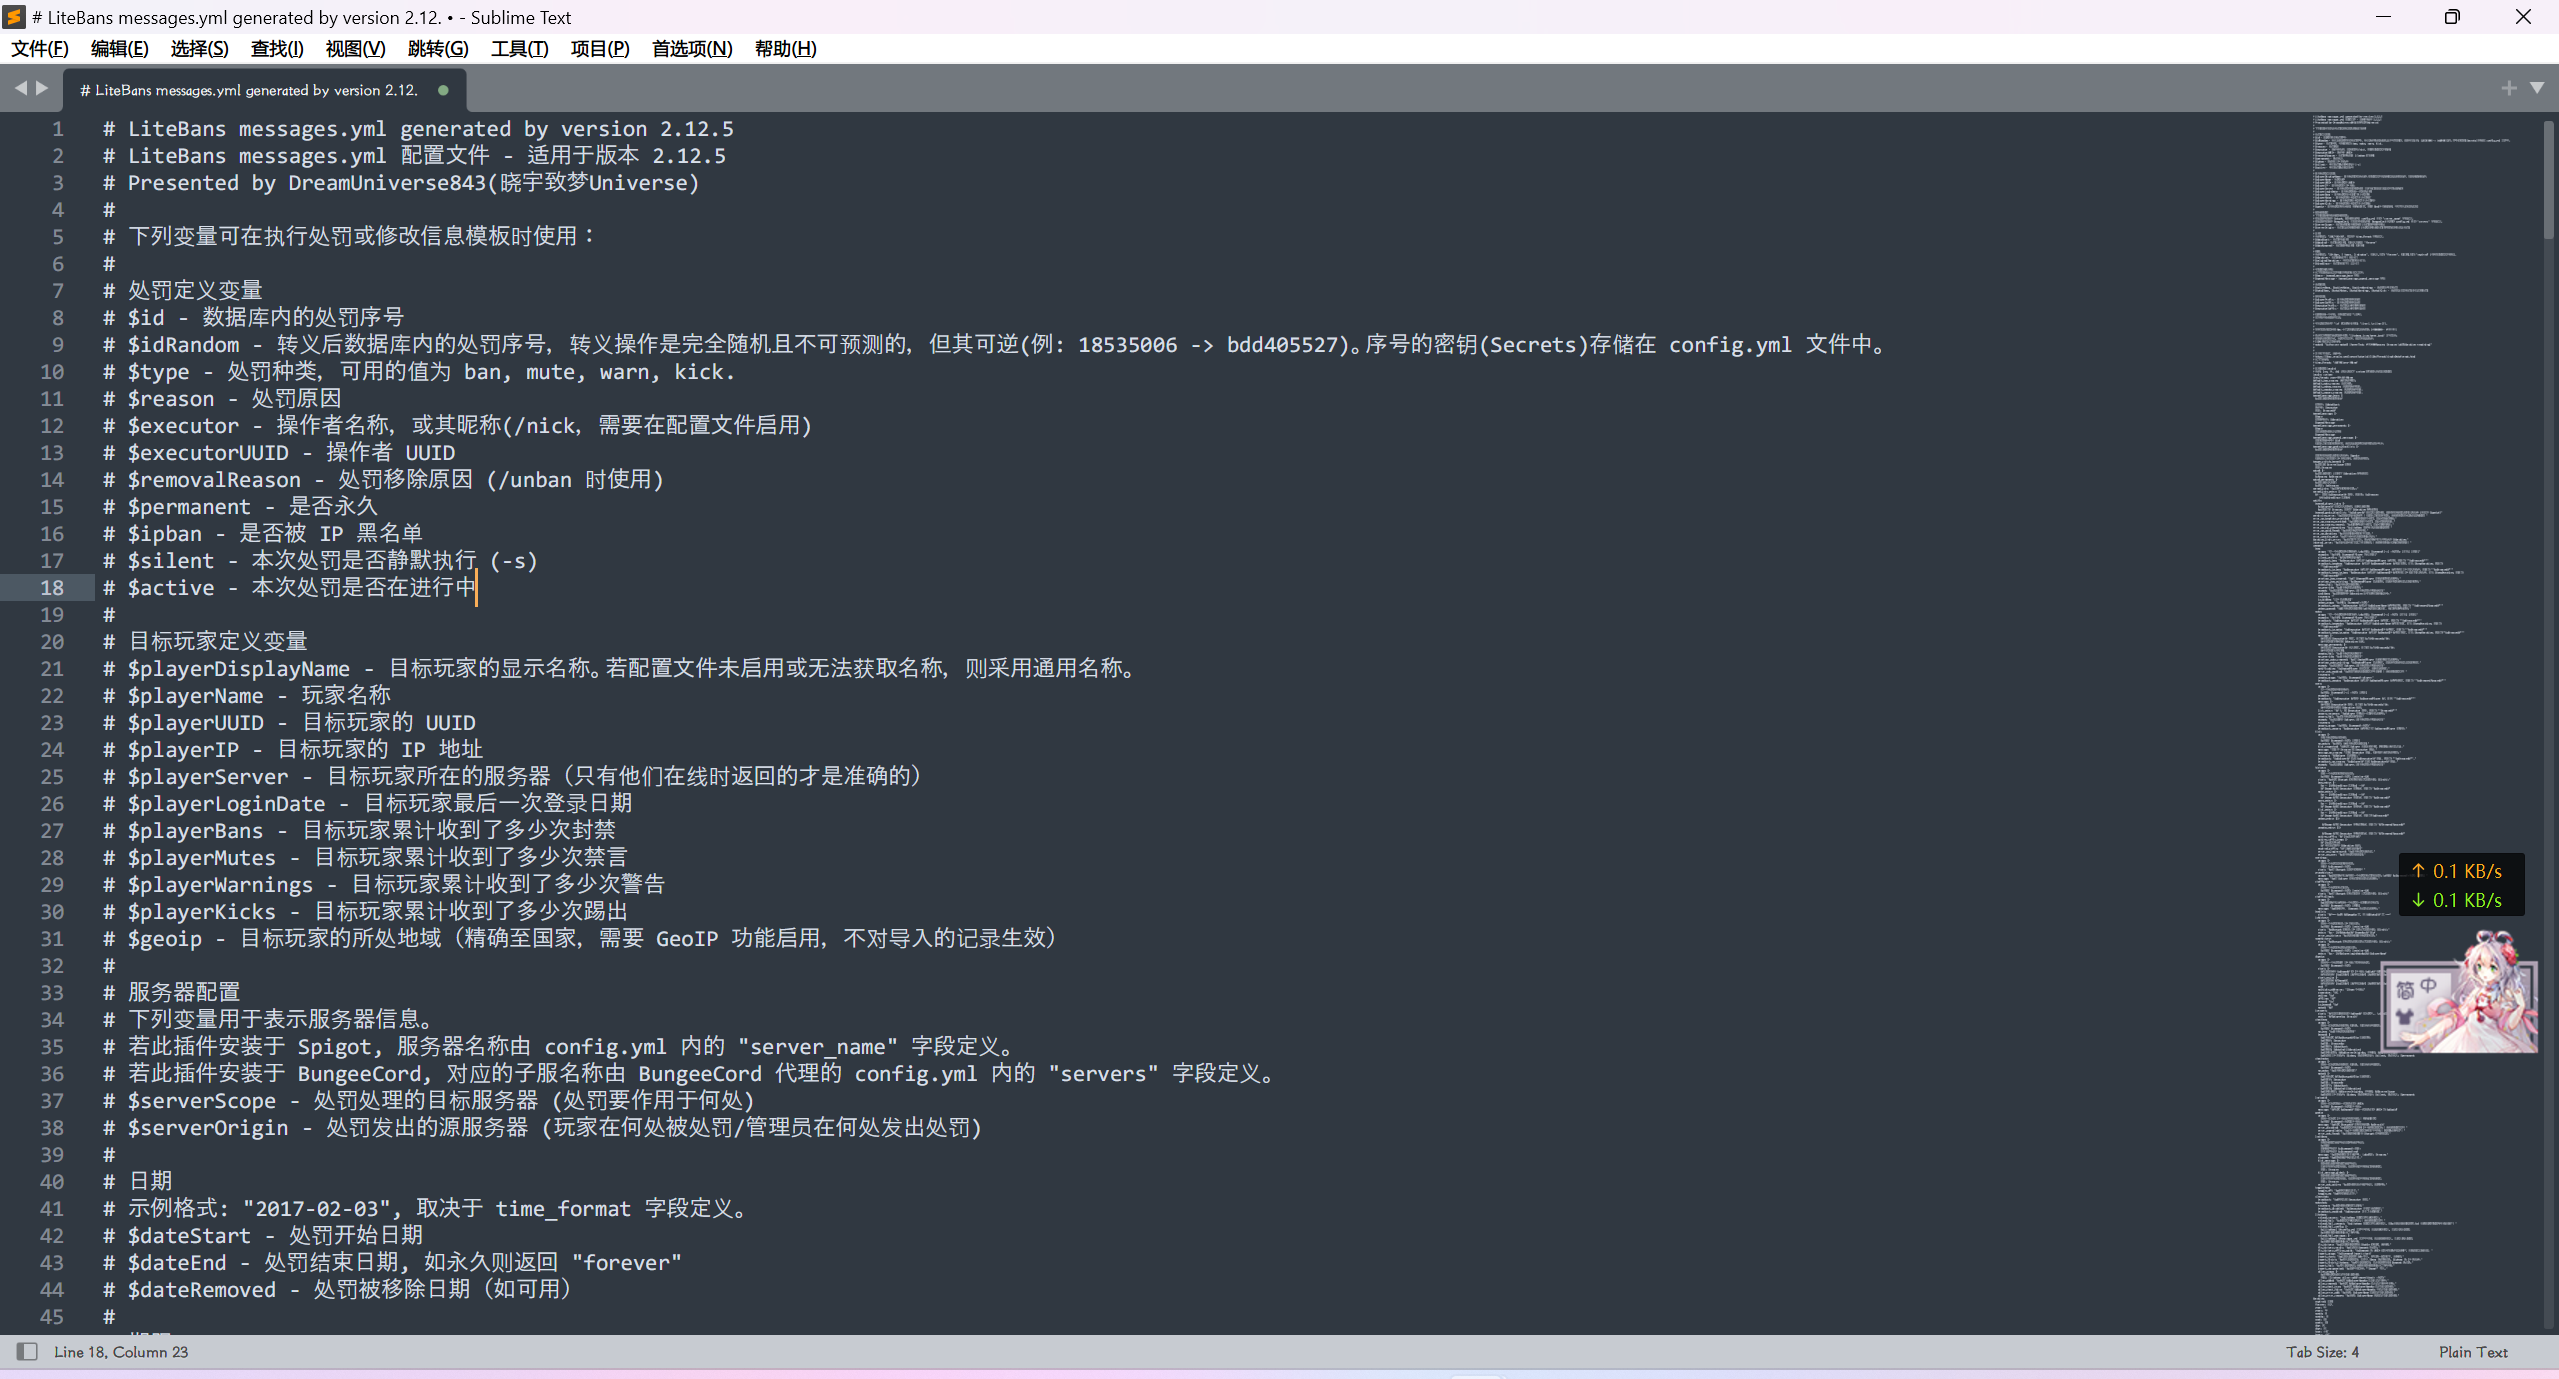 # LiteBans messages.yml generated by version 2.12. • - Sublime Text
文件(F) 编辑(E) 选择(S) 查找(I) 视图(V) 跳转(G) 工具(T) 项目(P) 首选项(N) 帮助(H)
# LiteBans messages.yml generated by version 2.12.
1 # LiteBans messages.yml generated by version 2.12.5
2 # LiteBans messages.yml 配置文件 - 适用于版本 2.12.5
3 # Presented by DreamUniverse843(晓宇致梦Universe)
4 #
5 # 下列变量可在执行处罚或修改信息模板时使用：
6 #
7 # 处罚定义变量
8 # $id - 数据库内的处罚序号
9 # $idRandom - 转义后数据库内的处罚序号，转义操作是完全随机且不可预测的，但其可逆(例: 18535006 -> bdd405527)。序号的密钥(Secrets)存储在 config.yml 文件中。
10 # $type - 处罚种类，可用的值为 ban, mute, warn, kick.
11 # $reason - 处罚原因
12 # $executor - 操作者名称，或其昵称(/nick，需要在配置文件启用)
13 # $executorUUID - 操作者 UUID
14 # $removalReason - 处罚移除原因 (/unban 时使用)
15 # $permanent - 是否永久
16 # $ipban - 是否被 IP 黑名单
17 # $silent - 本次处罚是否静默执行 (-s)
18 # $active - 本次处罚是否在进行中
19 #
20 # 目标玩家定义变量
21 # $playerDisplayName - 目标玩家的显示名称。若配置文件未启用或无法获取名称，则采用通用名称。
22 # $playerName - 玩家名称
23 # $playerUUID - 目标玩家的 UUID
24 # $playerIP - 目标玩家的 IP 地址
25 # $playerServer - 目标玩家所在的服务器（只有他们在线时返回的才是准确的）
26 # $playerLoginDate - 目标玩家最后一次登录日期
27 # $playerBans - 目标玩家累计收到了多少次封禁
28 # $playerMutes - 目标玩家累计收到了多少次禁言
29 # $playerWarnings - 目标玩家累计收到了多少次警告
30 # $playerKicks - 目标玩家累计收到了多少次踢出
31 # $geoip - 目标玩家的所处地域（精确至国家，需要 GeoIP 功能启用，不对导入的记录生效）
32 #
33 # 服务器配置
34 # 下列变量用于表示服务器信息。
35 # 若此插件安装于 Spigot, 服务器名称由 config.yml 内的 "server_name" 字段定义。
36 # 若此插件安装于 BungeeCord, 对应的子服名称由 BungeeCord 代理的 config.yml 内的 "servers" 字段定义。
37 # $serverScope - 处罚处理的目标服务器 (处罚要作用于何处)
38 # $serverOrigin - 处罚发出的源服务器 (玩家在何处被处罚/管理员在何处发出处罚)
39 #
40 # 日期
41 # 示例格式: "2017-02-03", 取决于 time_format 字段定义。
42 # $dateStart - 处罚开始日期
43 # $dateEnd - 处罚结束日期, 如永久则返回 "forever"
44 # $dateRemoved - 处罚被移除日期（如可用）
45 #
↑ 0.1 KB/s
↓ 0.1 KB/s
简 中
Line 18, Column 23 Tab Size: 4 Plain Text